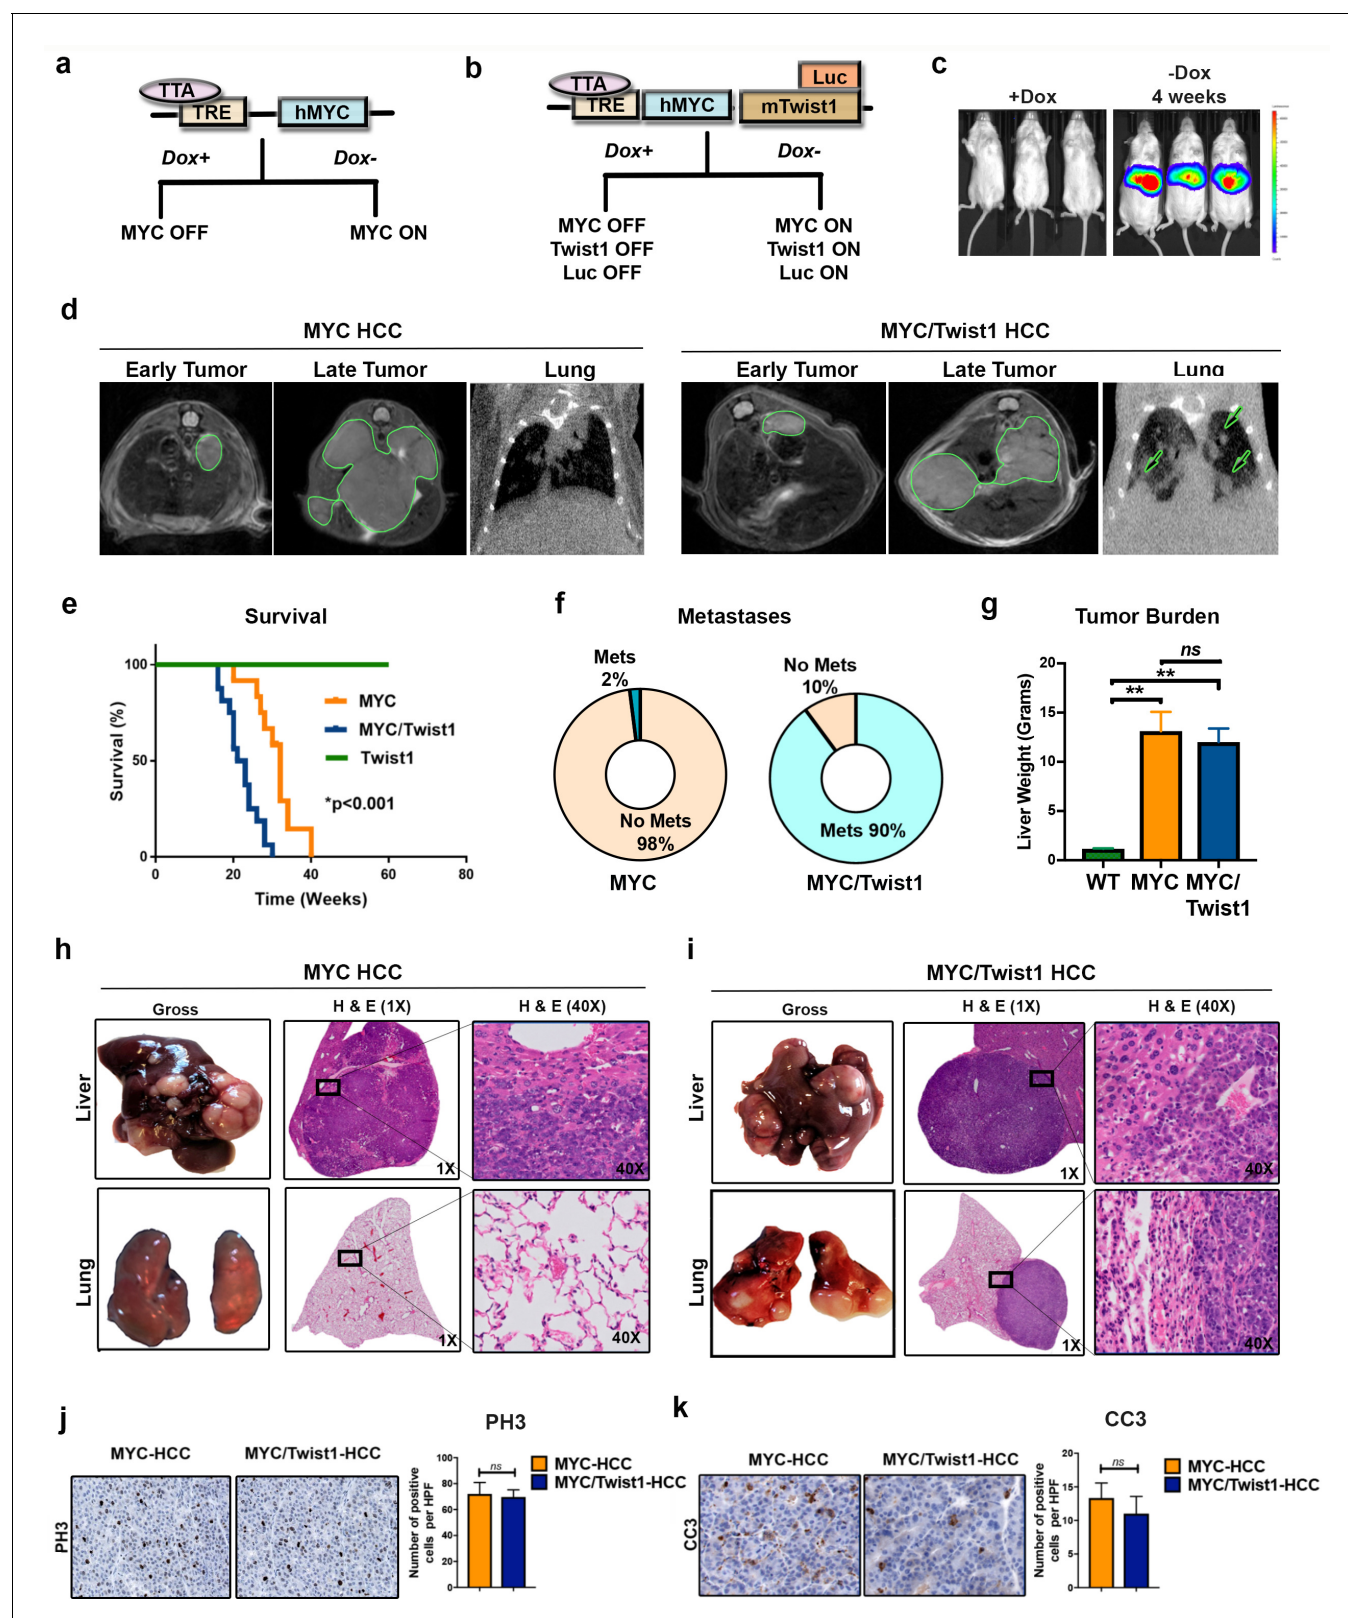 a
TTA
TRE
hMYC
Dox+
Dox-
MYC OFF
MYC ON
b
Luc
TTA
TRE
hMYC
mTwist1
Dox+
Dox-
MYC OFF
Twist1 OFF
Luc OFF
MYC ON
Twist1 ON
Luc ON
c
+Dox
-Dox
4 weeks
d
MYC HCC
Early Tumor
Late Tumor
Lung
MYC/Twist1 HCC
Early Tumor
Late Tumor
Lung
e
Survival
Survival (%)
100
50
0
0
20
40
60
80
Time (Weeks)
MYC
MYC/Twist1
Twist1
*p<0.001
f
Metastases
Mets
2%
No Mets
98%
MYC
No Mets
10%
Mets 90%
MYC/Twist1
g
Tumor Burden
Liver Weight (Grams)
20
15
10
5
0
ns
**
**
WT
MYC
MYC/
Twist1
h
MYC HCC
Gross
H & E (1X)
H & E (40X)
Liver
1X
40X
Lung
1X
40X
i
MYC/Twist1 HCC
Gross
H & E (1X)
H & E (40X)
Liver
1X
40X
Lung
1X
40X
j
PH3
MYC-HCC
MYC/Twist1-HCC
PH3
Number of positive
cells per HPF
100
80
60
40
20
0
ns
MYC-HCC
MYC/Twist1-HCC
k
CC3
MYC-HCC
MYC/Twist1-HCC
CC3
Number of positive
cells per HPF
20
15
10
5
0
ns
MYC-HCC
MYC/Twist1-HCC